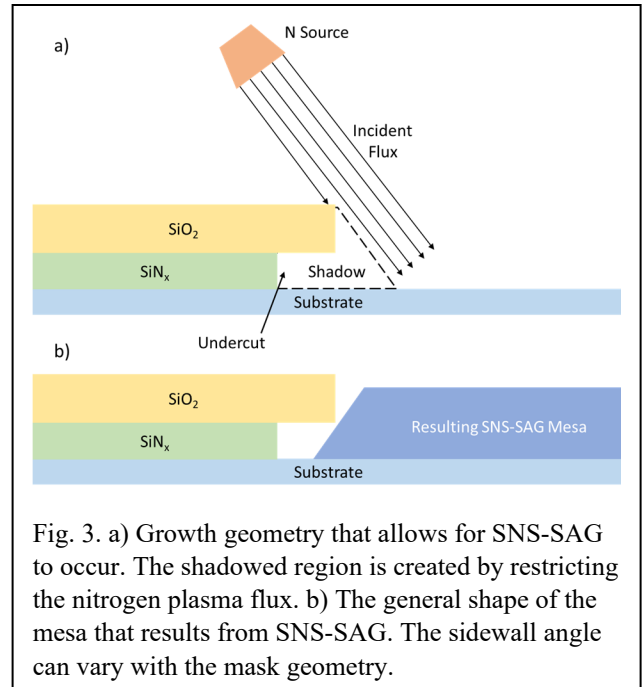 a)
N Source
Incident
Flux
SiO₂
SiNₓ
Shadow
Substrate
Undercut
b)
SiO₂
SiNₓ
Resulting SNS-SAG Mesa
Substrate
Fig. 3. a) Growth geometry that allows for SNS-SAG
to occur. The shadowed region is created by restricting
the nitrogen plasma flux. b) The general shape of the
mesa that results from SNS-SAG. The sidewall angle
can vary with the mask geometry.